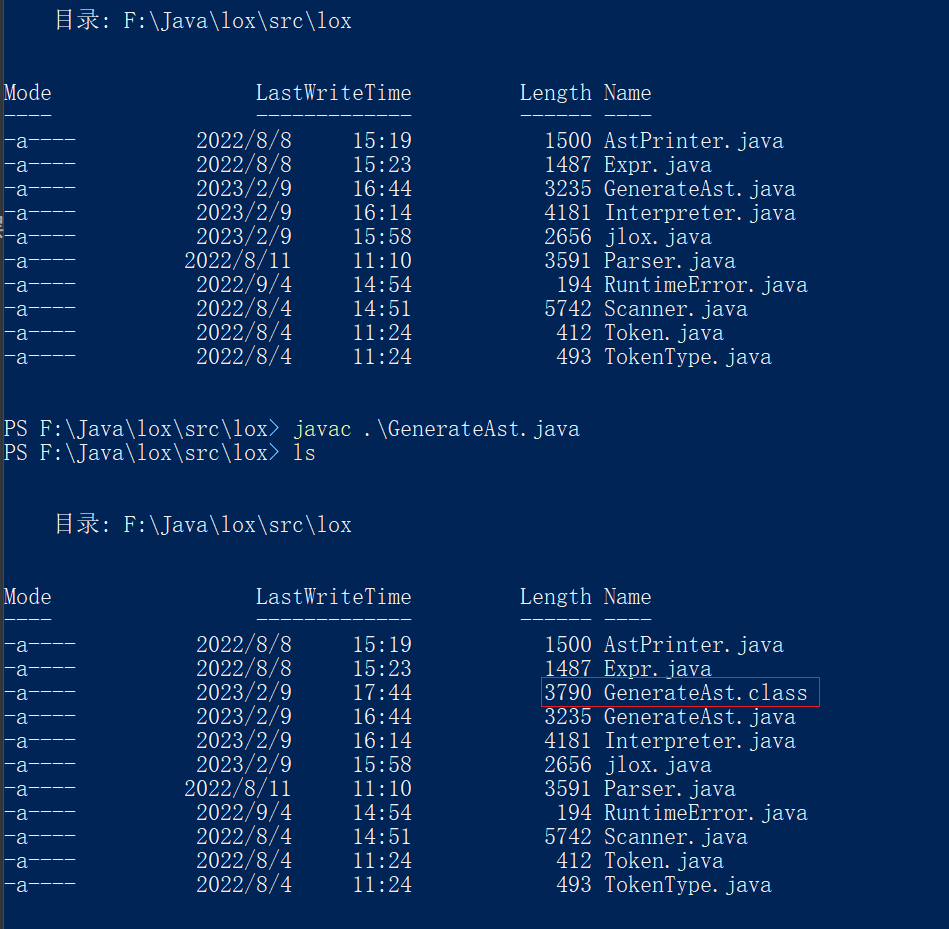 目录: F:\Java\lox\src\lox
Mode LastWriteTime Length Name
---- ------------- ------ ----
-a---- 2022/8/8 15:19 1500 AstPrinter.java
-a---- 2022/8/8 15:23 1487 Expr.java
-a---- 2023/2/9 16:44 3235 GenerateAst.java
-a---- 2023/2/9 16:14 4181 Interpreter.java
-a---- 2023/2/9 15:58 2656 jlox.java
-a---- 2022/8/11 11:10 3591 Parser.java
-a---- 2022/9/4 14:54 194 RuntimeError.java
-a---- 2022/8/4 14:51 5742 Scanner.java
-a---- 2022/8/4 11:24 412 Token.java
-a---- 2022/8/4 11:24 493 TokenType.java
PS F:\Java\lox\src\lox> javac .\GenerateAst.java
PS F:\Java\lox\src\lox> ls
目录: F:\Java\lox\src\lox
Mode LastWriteTime Length Name
---- ------------- ------ ----
-a---- 2022/8/8 15:19 1500 AstPrinter.java
-a---- 2022/8/8 15:23 1487 Expr.java
-a---- 2023/2/9 17:44 3790 GenerateAst.class
-a---- 2023/2/9 16:44 3235 GenerateAst.java
-a---- 2023/2/9 16:14 4181 Interpreter.java
-a---- 2023/2/9 15:58 2656 jlox.java
-a---- 2022/8/11 11:10 3591 Parser.java
-a---- 2022/9/4 14:54 194 RuntimeError.java
-a---- 2022/8/4 14:51 5742 Scanner.java
-a---- 2022/8/4 11:24 412 Token.java
-a---- 2022/8/4 11:24 493 TokenType.java